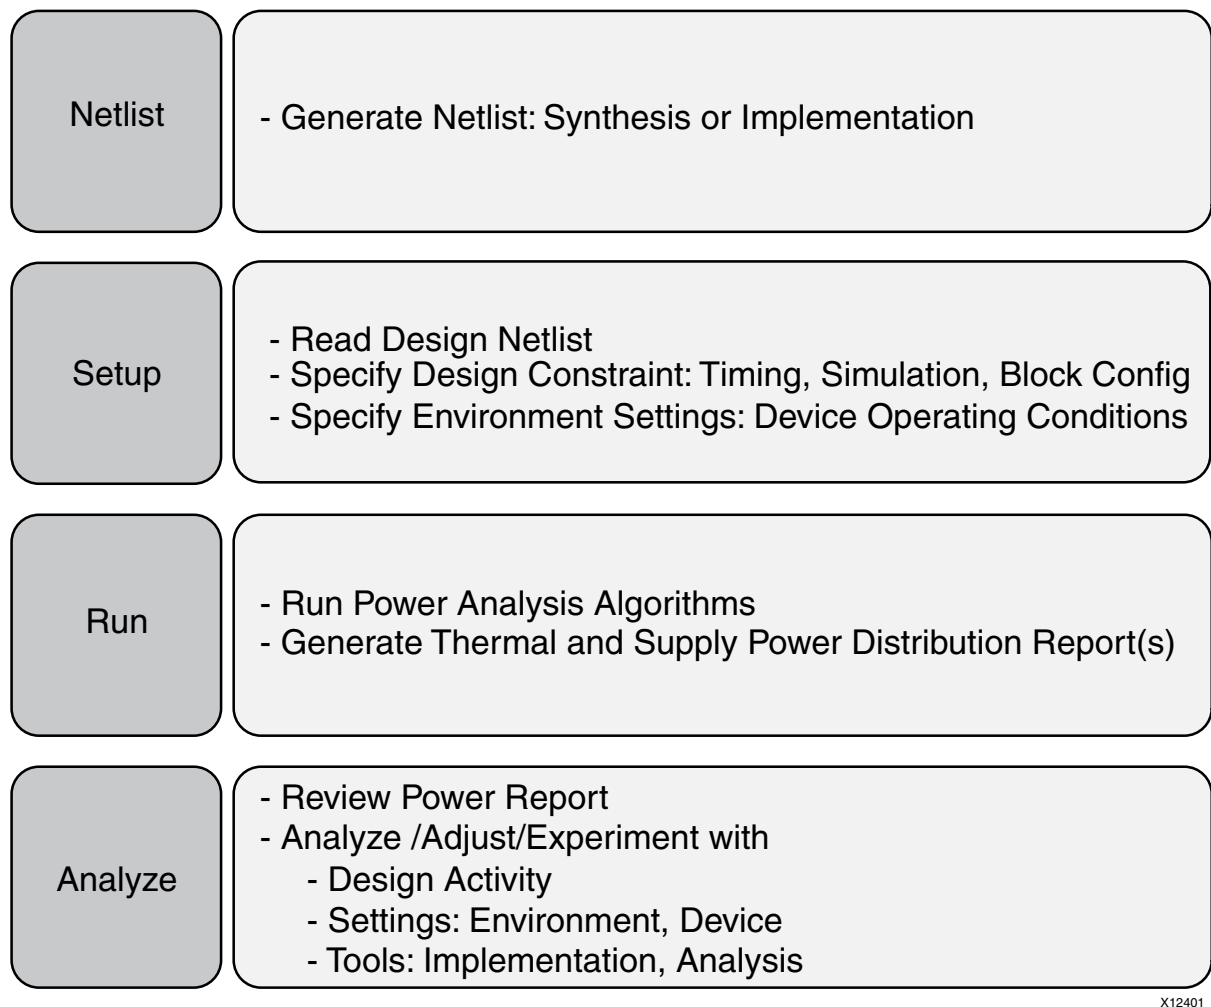 Netlist
- Generate Netlist: Synthesis or Implementation
Setup
- Read Design Netlist
- Specify Design Constraint: Timing, Simulation, Block Config
- Specify Environment Settings: Device Operating Conditions
Run
- Run Power Analysis Algorithms
- Generate Thermal and Supply Power Distribution Report(s)
Analyze
- Review Power Report
- Analyze /Adjust/Experiment with
- Design Activity
- Settings: Environment, Device
- Tools: Implementation, Analysis
X12401